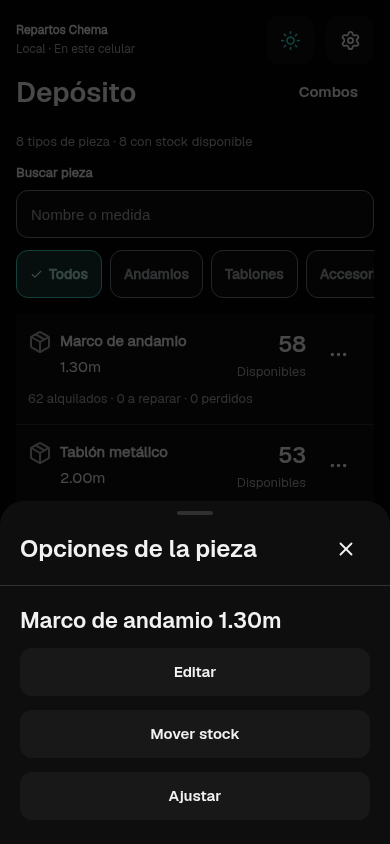 Repartos Chema
Local · En este celular
Depósito
Combos
8 tipos de pieza · 8 con stock disponible
Buscar pieza
Nombre o medida
Todos
Andamios
Tablones
Accesor
Marco de andamio
58
1.30m
Disponibles
62 alquilados · 0 a reparar · 0 perdidos
Tablón metálico
53
2.00m
Disponibles
Opciones de la pieza
Marco de andamio 1.30m
Editar
Mover stock
Ajustar